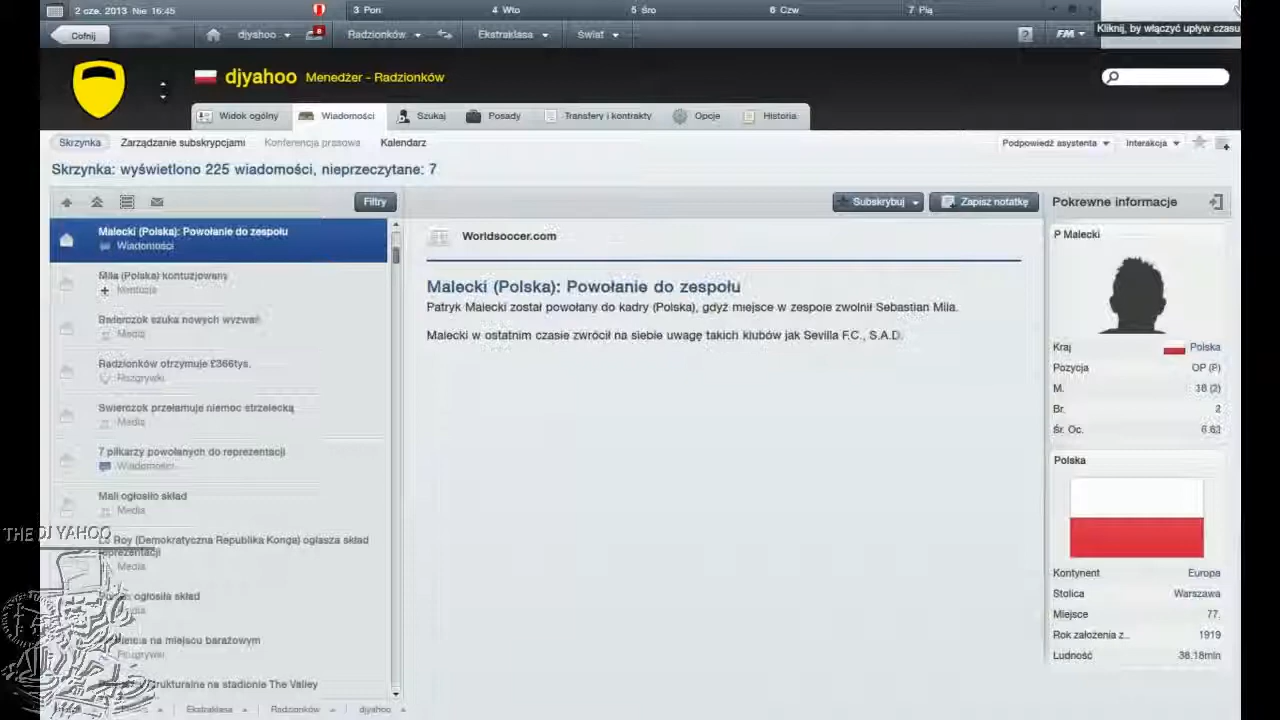 2 cze. 2013 Nie 16:45
3 Pon
4 Wto
5 Śro
6 Czw
7 Pią
Kliknij, by włączyć upływ czasu
Cofnij
djyahoo
8
Radzionków
Ekstraklasa
Świat
FM
djyahoo Menedżer - Radzionków
Widok ogólny
Wiadomości
Szukaj
Posady
Transfery i kontrakty
Opcje
Historia
Skrzynka
Zarządzanie subskrypcjami
Konferencja prasowa
Kalendarz
Podpowiedź asystenta
Interakcja
Skrzynka: wyświetlono 225 wiadomości, nieprzeczytane: 7
Filtry
Subskrybuj
Zapisz notatkę
Pokrewne informacje
Malecki (Polska): Powołanie do zespołu
Wiadomości
Mila (Polska) kontuzjowany
Kontuzje
Świerczok szuka nowych wyzwań
Media
Radzionków otrzymuje £366tys.
Rozgrywki
Świerczok przełamuje niemoc strzelecką
Media
7 piłkarzy powołanych do reprezentacji
Wiadomości
Mali ogłosiło skład
Media
Roy (Demokratyczna Republika Konga) ogłasza skład
reprezentacji
Media
ogłosiła skład
na miejscu barażowym
Rozgrywki
strukturalne na stadionie The Valley
Worldsoccer.com
Malecki (Polska): Powołanie do zespołu
Patryk Malecki został powołany do kadry (Polska), gdyż miejsce w zespole zwolnił Sebastian Mila.
Malecki w ostatnim czasie zwrócił na siebie uwagę takich klubów jak Sevilla F.C., S.A.D.
P Malecki
Kraj Polska
Pozycja OP (P)
M. 38 (2)
Br. 2
Śr. Oc. 6.63
Polska
Kontynent Europa
Stolica Warszawa
Miejsce 77.
Rok założenia z... 1919
Ludność 38.18mln
THE DJ YAHOO
Ekstraklasa
Radzionków
djyahoo